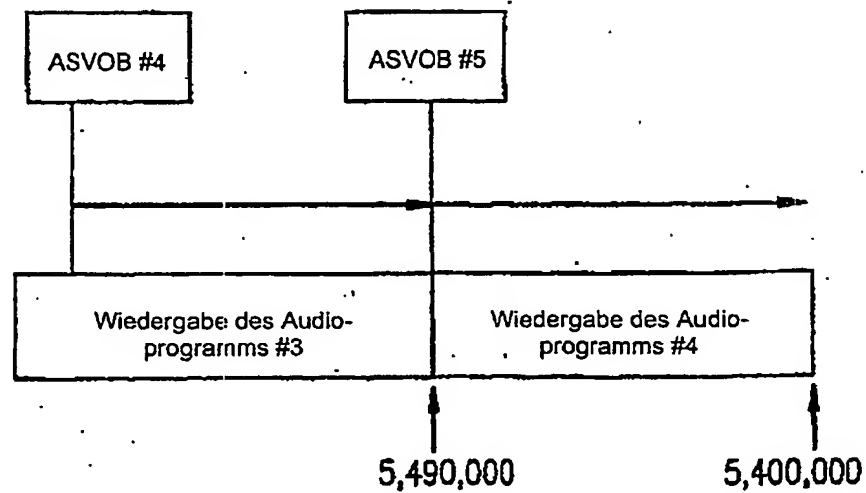 ASVOB #4
ASVOB #5
Wiedergabe des Audio-
programms #3
Wiedergabe des Audio-
programms #4
5,490,000
5,400,000